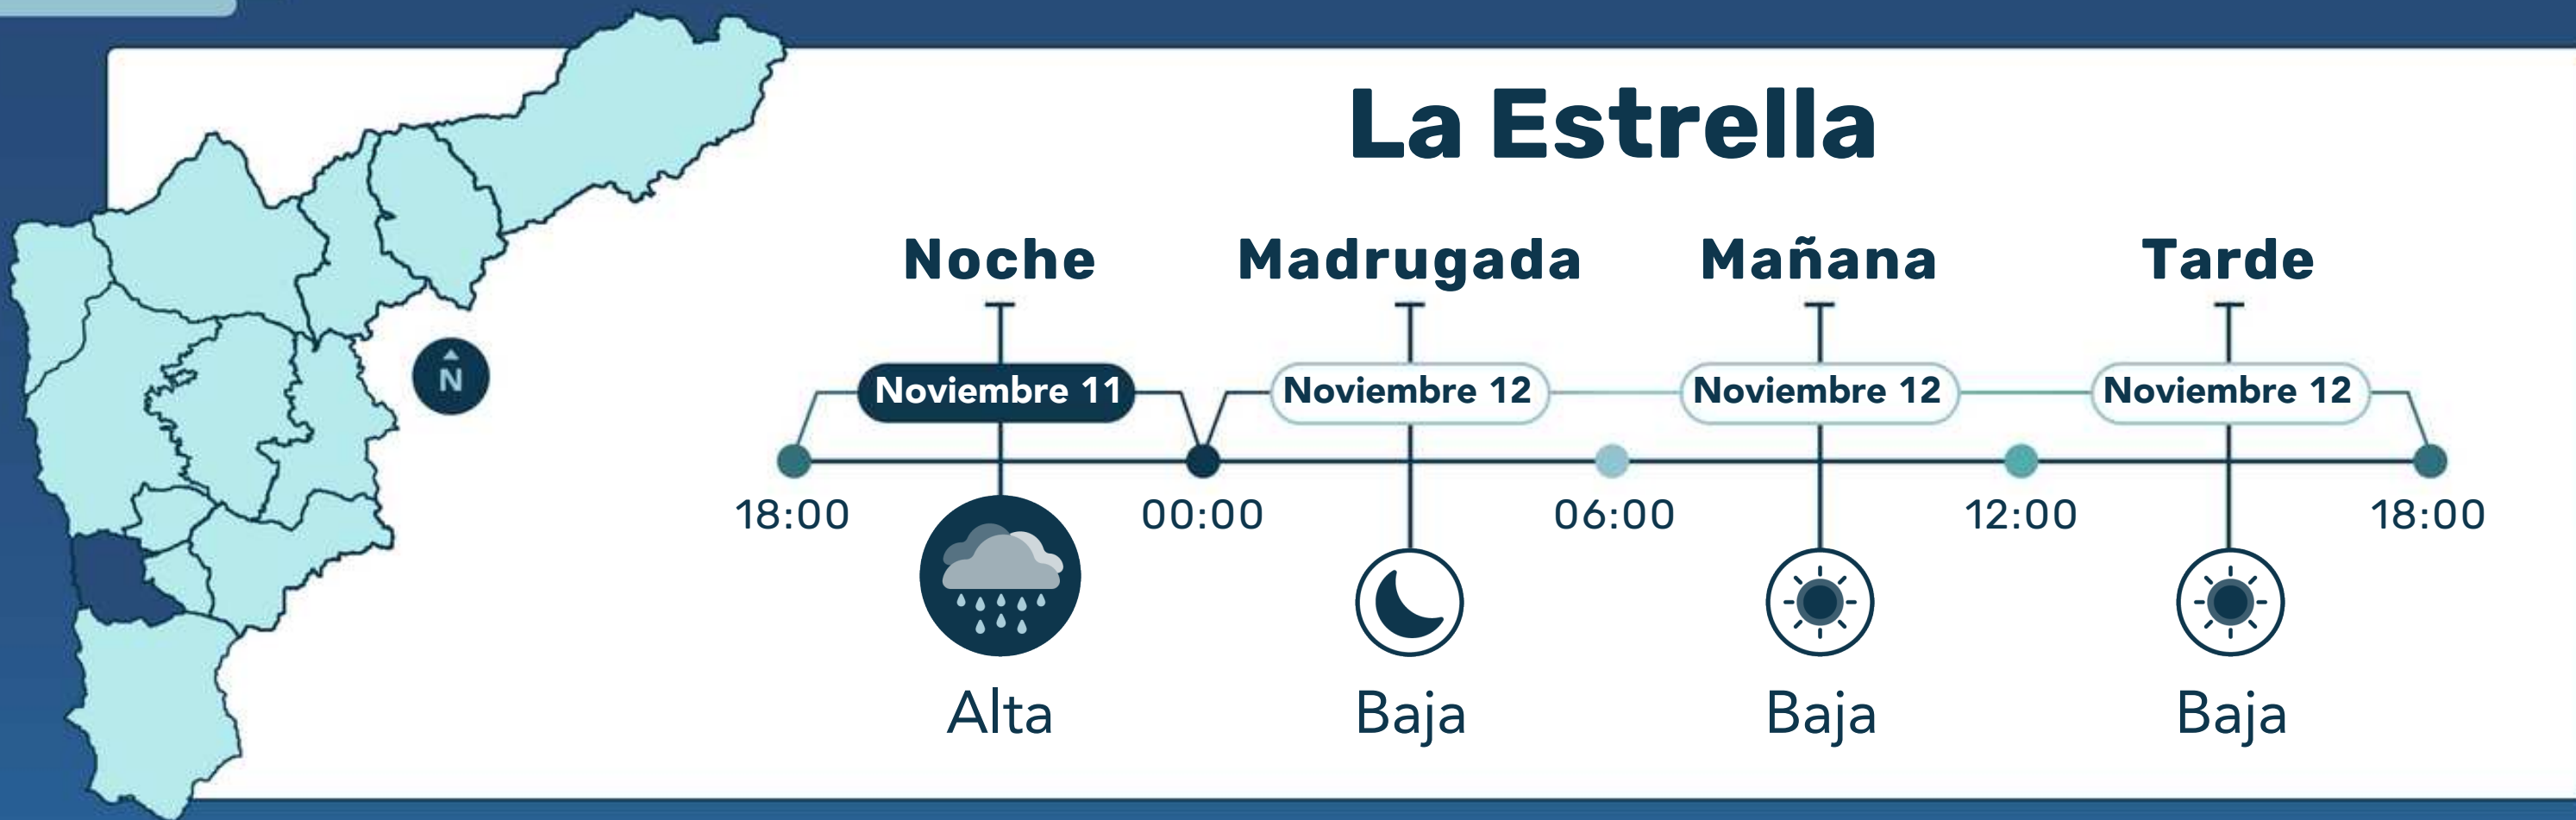 La Estrella
Noche Madrugada Mañana Tarde
N
Noviembre 11 Noviembre 12 Noviembre 12 Noviembre 12
18:00 00:00 06:00 12:00 18:00
Alta Baja Baja Baja